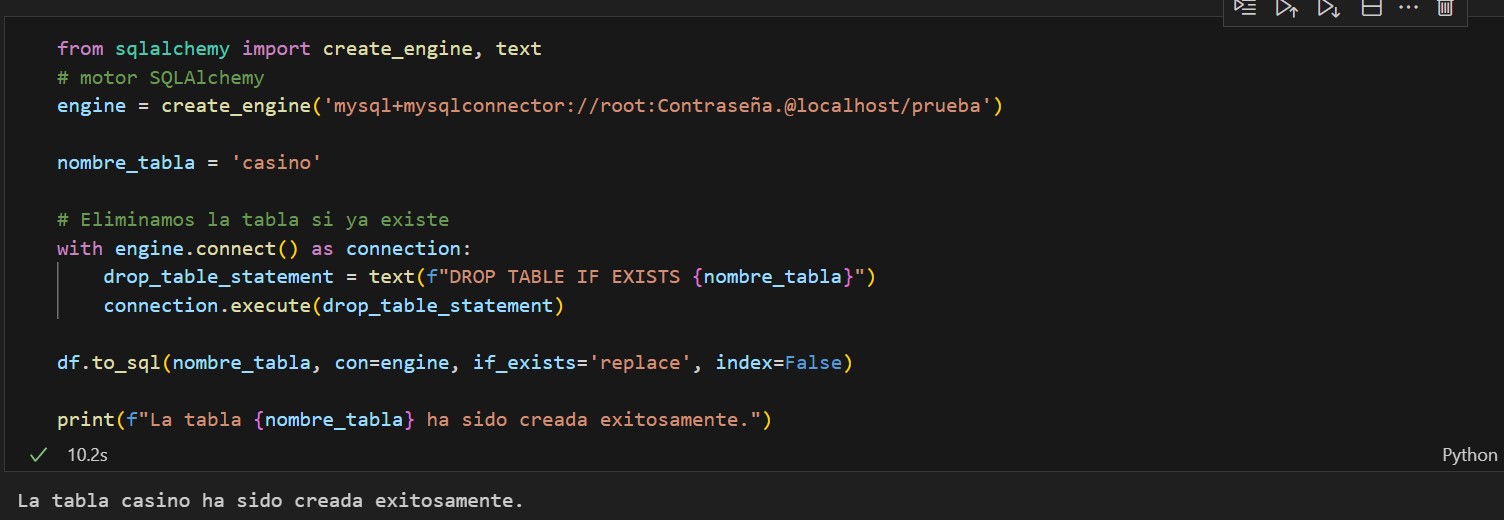 from sqlalchemy import create_engine, text
# motor SQLAlchemy
engine = create_engine('mysql+mysqlconnector://root:Contraseña.@localhost/prueba')
nombre_tabla = 'casino'
# Eliminamos la tabla si ya existe
with engine.connect() as connection:
    drop_table_statement = text(f"DROP TABLE IF EXISTS {nombre_tabla}")
    connection.execute(drop_table_statement)
df.to_sql(nombre_tabla, con=engine, if_exists='replace', index=False)
print(f"La tabla {nombre_tabla} ha sido creada exitosamente.")
10.2s
Python
La tabla casino ha sido creada exitosamente.